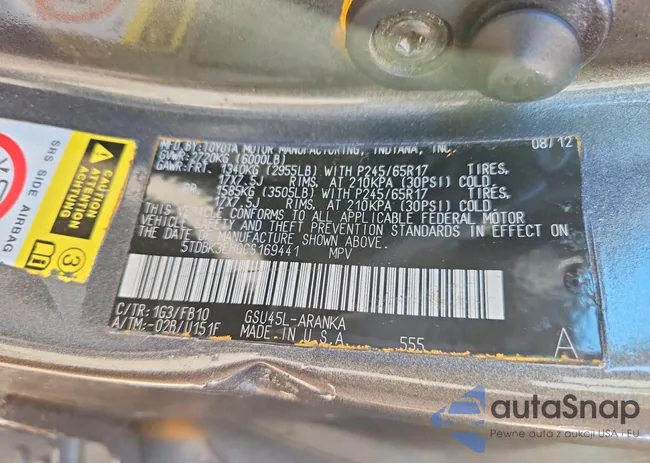 MFD. BY: TOYOTA MOTOR MANUFACTURING, INDIANA, INC. 08/12
GVWR: 2720KG (6000LB)
GAWR: FRT. 1340KG (2955LB) WITH P245/65R17 TIRES,
17X7.5J RIMS, AT 210KPA (30PSI) COLD.
RR. 1585KG (3505LB) WITH P245/65R17 TIRES,
17X7.5J RIMS, AT 210KPA (30PSI) COLD.
THIS VEHICLE CONFORMS TO ALL APPLICABLE FEDERAL MOTOR
VEHICLE SAFETY AND THEFT PREVENTION STANDARDS IN EFFECT ON
THE DATE OF MANUFACTURE SHOWN ABOVE.
MPV
C/TR: 1G3/FB10 GSU45L-ARANKA
A/TM:-02B/U151F MADE IN U.S.A. 555 A
SRS SIDE AIRBAG
CAUTION
ATTENTION
ACHTUNG
i
3
autaSnap
Pewne auta z aukcji USA i EU